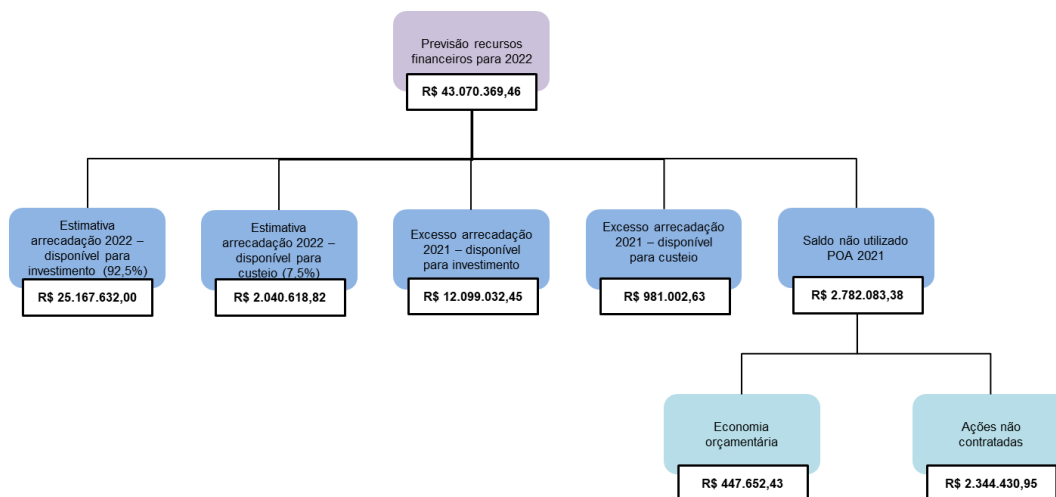 Previsão recursos
financeiros para 2022
R$ 43.070.369,46
Estimativa
arrecadação 2022 –
disponível para
investimento (92,5%)
R$ 25.167.632,00
Estimativa
arrecadação 2022 –
disponível para
custeio (7,5%)
R$ 2.040.618,82
Excesso arrecadação
2021 – disponível
para investimento
R$ 12.099.032,45
Excesso arrecadação
2021 – disponível
para custeio
R$ 981.002,63
Saldo não utilizado
POA 2021
R$ 2.782.083,38
Economia
orçamentária
R$ 447.652,43
Ações não
contratadas
R$ 2.344.430,95